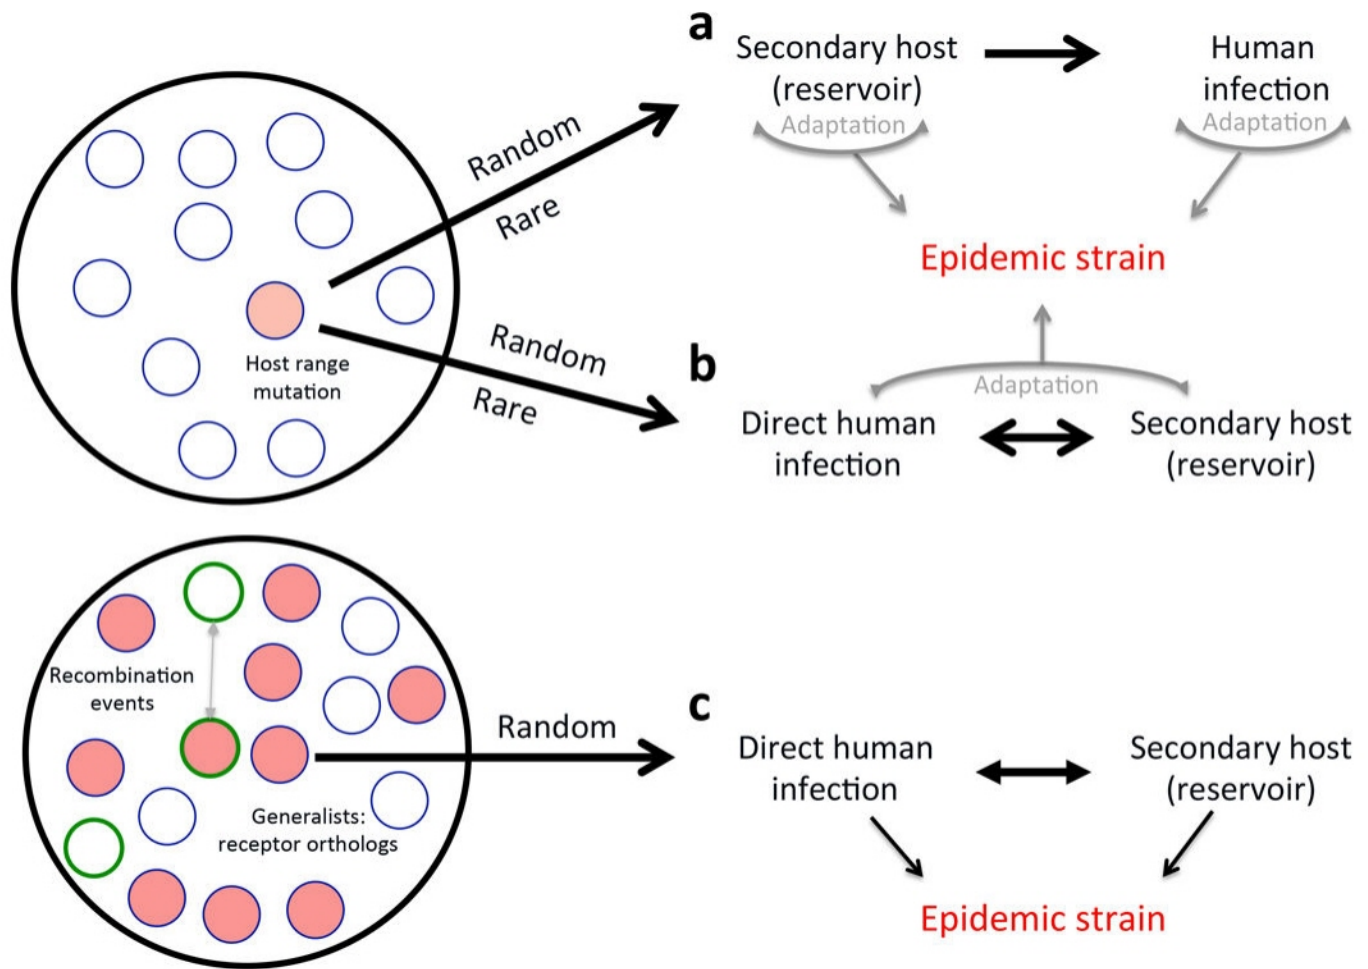 a
Secondary host
(reservoir)
Adaptation
Human
infection
Adaptation
Random
Rare
Epidemic strain
Host range
mutation
Random
Rare
b
Adaptation
Direct human
infection
Secondary host
(reservoir)
Recombination
events
Generalists:
receptor orthologs
Random
c
Direct human
infection
Secondary host
(reservoir)
Epidemic strain